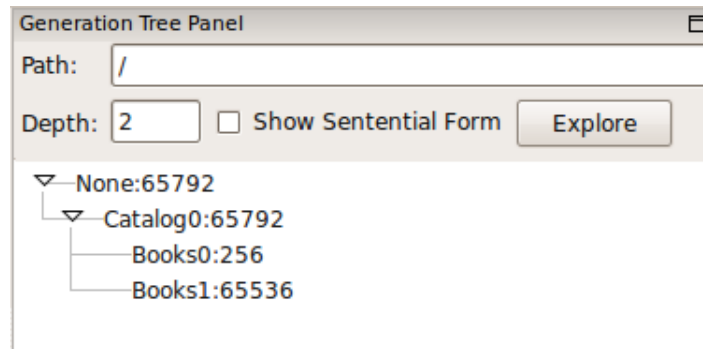 Generation Tree Panel
Path: /
Depth: 2 Show Sentential Form Explore
None:65792
Catalog0:65792
Books0:256
Books1:65536